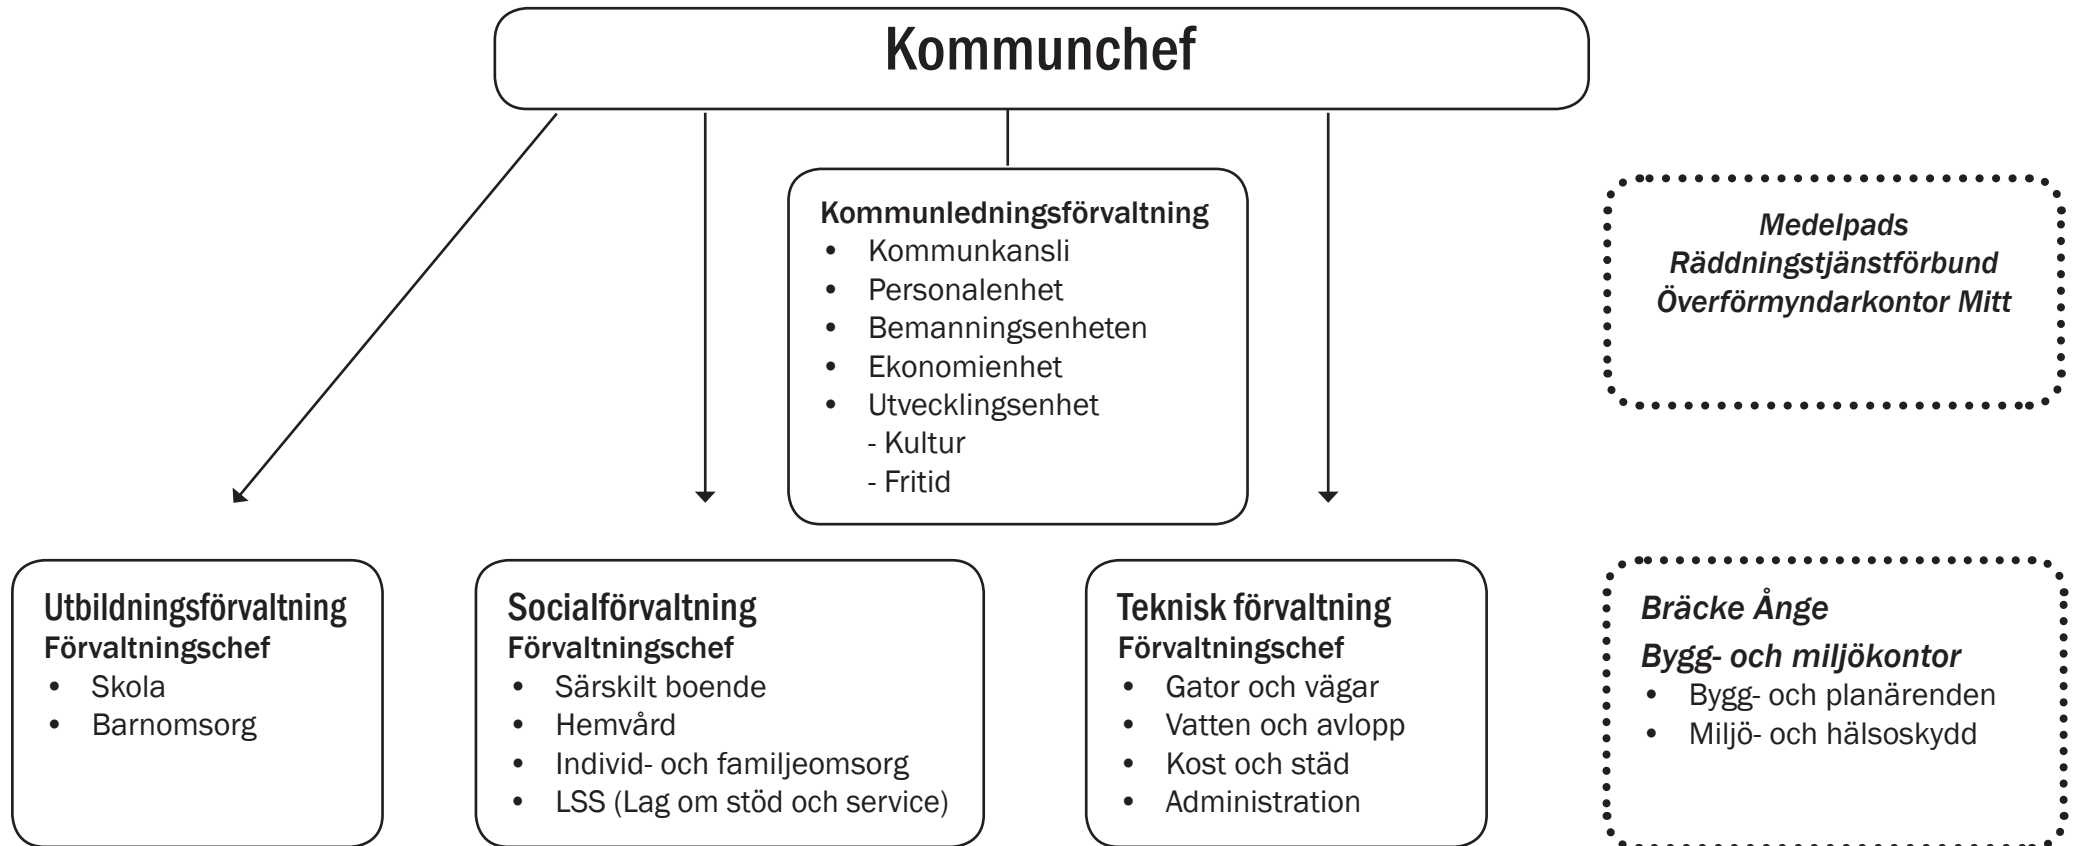 Kommunchef
Kommunledningsförvaltning
• Kommunkansli
• Personalenhet
• Bemanningsenheten
• Ekonomienhet
• Utvecklingsenhet
- Kultur
- Fritid
Medelpads
Räddningstjänstförbund
Överförmyndarkontor Mitt
Utbildningsförvaltning
Förvaltningschef
• Skola
• Barnomsorg
Socialförvaltning
Förvaltningschef
• Särskilt boende
• Hemvård
• Individ- och familjeomsorg
• LSS (Lag om stöd och service)
Teknisk förvaltning
Förvaltningschef
• Gator och vägar
• Vatten och avlopp
• Kost och städ
• Administration
Bräcke Ånge
Bygg- och miljökontor
• Bygg- och planärenden
• Miljö- och hälsoskydd